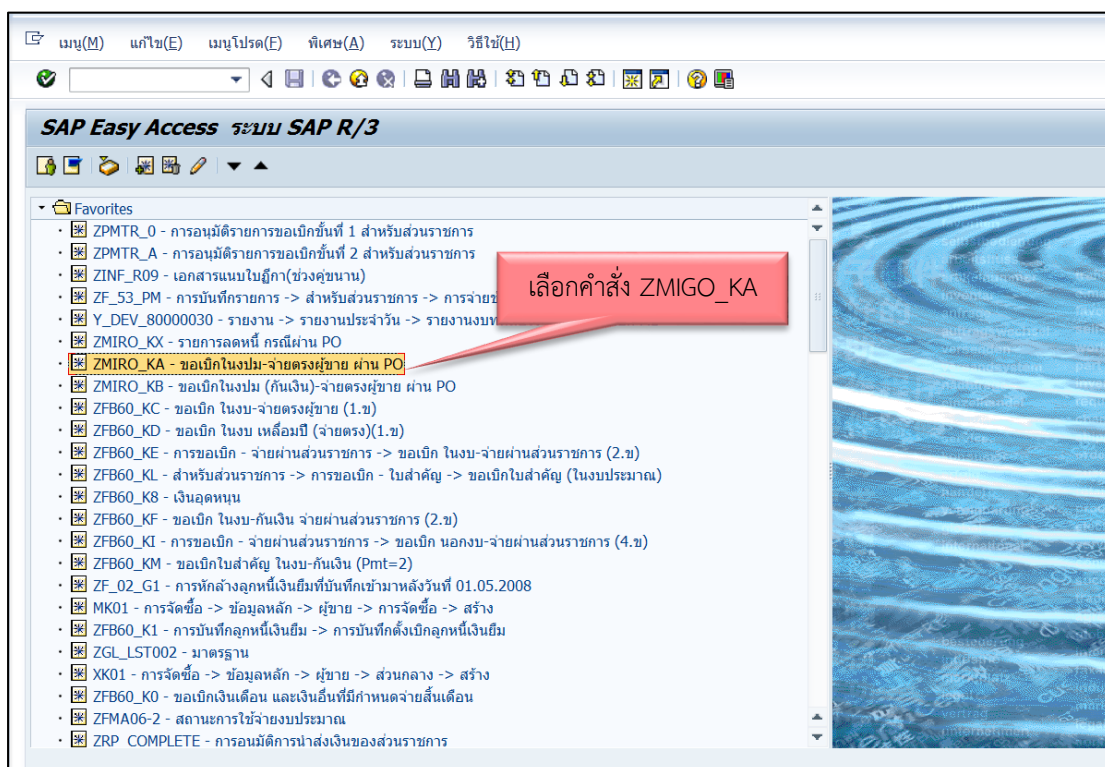 เมนู(M) แก้ไข(E) เมนูโปรด(F) พิเศษ(A) ระบบ(Y) วิธีใช้(H)
SAP Easy Access ระบบ SAP R/3
Favorites
ZPMTR_0 - การอนุมัติรายการขอเบิกขั้นที่ 1 สำหรับส่วนราชการ
ZPMTR_A - การอนุมัติรายการขอเบิกขั้นที่ 2 สำหรับส่วนราชการ
ZINF_R09 - เอกสารแนบใบฎีกา(ช่วงคู่ขนาน)
ZF_53_PM - การบันทึกรายการ -> สำหรับส่วนราชการ -> การจ่ายช
Y_DEV_80000030 - รายงาน -> รายงานประจำวัน -> รายงานงบท
เลือกคำสั่ง ZMIGO_KA
ZMIRO_KX - รายการลดหนี้ กรณีผ่าน PO
ZMIRO_KA - ขอเบิกในงปม-จ่ายตรงผู้ขาย ผ่าน PO
ZMIRO_KB - ขอเบิกในงปม (กันเงิน)-จ่ายตรงผู้ขาย ผ่าน PO
ZFB60_KC - ขอเบิก ในงบ-จ่ายตรงผู้ขาย (1.ข)
ZFB60_KD - ขอเบิก ในงบ เหลื่อมปี (จ่ายตรง)(1.ข)
ZFB60_KE - การขอเบิก - จ่ายผ่านส่วนราชการ -> ขอเบิก ในงบ-จ่ายผ่านส่วนราชการ (2.ข)
ZFB60_KL - สำหรับส่วนราชการ -> การขอเบิก - ใบสำคัญ -> ขอเบิกใบสำคัญ (ในงบประมาณ)
ZFB60_K8 - เงินอุดหนุน
ZFB60_KF - ขอเบิก ในงบ-กันเงิน จ่ายผ่านส่วนราชการ (2.ข)
ZFB60_KI - การขอเบิก - จ่ายผ่านส่วนราชการ -> ขอเบิก นอกงบ-จ่ายผ่านส่วนราชการ (4.ข)
ZFB60_KM - ขอเบิกใบสำคัญ ในงบ-กันเงิน (Pmt=2)
ZF_02_G1 - การหักล้างลูกหนี้เงินยืมที่บันทึกเข้ามาหลังวันที่ 01.05.2008
MK01 - การจัดซื้อ -> ข้อมูลหลัก -> ผู้ขาย -> การจัดซื้อ -> สร้าง
ZFB60_K1 - การบันทึกลูกหนี้เงินยืม -> การบันทึกตั้งเบิกลูกหนี้เงินยืม
ZGL_LST002 - มาตรฐาน
XK01 - การจัดซื้อ -> ข้อมูลหลัก -> ผู้ขาย -> ส่วนกลาง -> สร้าง
ZFB60_K0 - ขอเบิกเงินเดือน และเงินอื่นที่มีกำหนดจ่ายสิ้นเดือน
ZFMA06-2 - สถานะการใช้จ่ายงบประมาณ
ZRP_COMPLETE - การอนุมัติการนำส่งเงินของส่วนราชการ